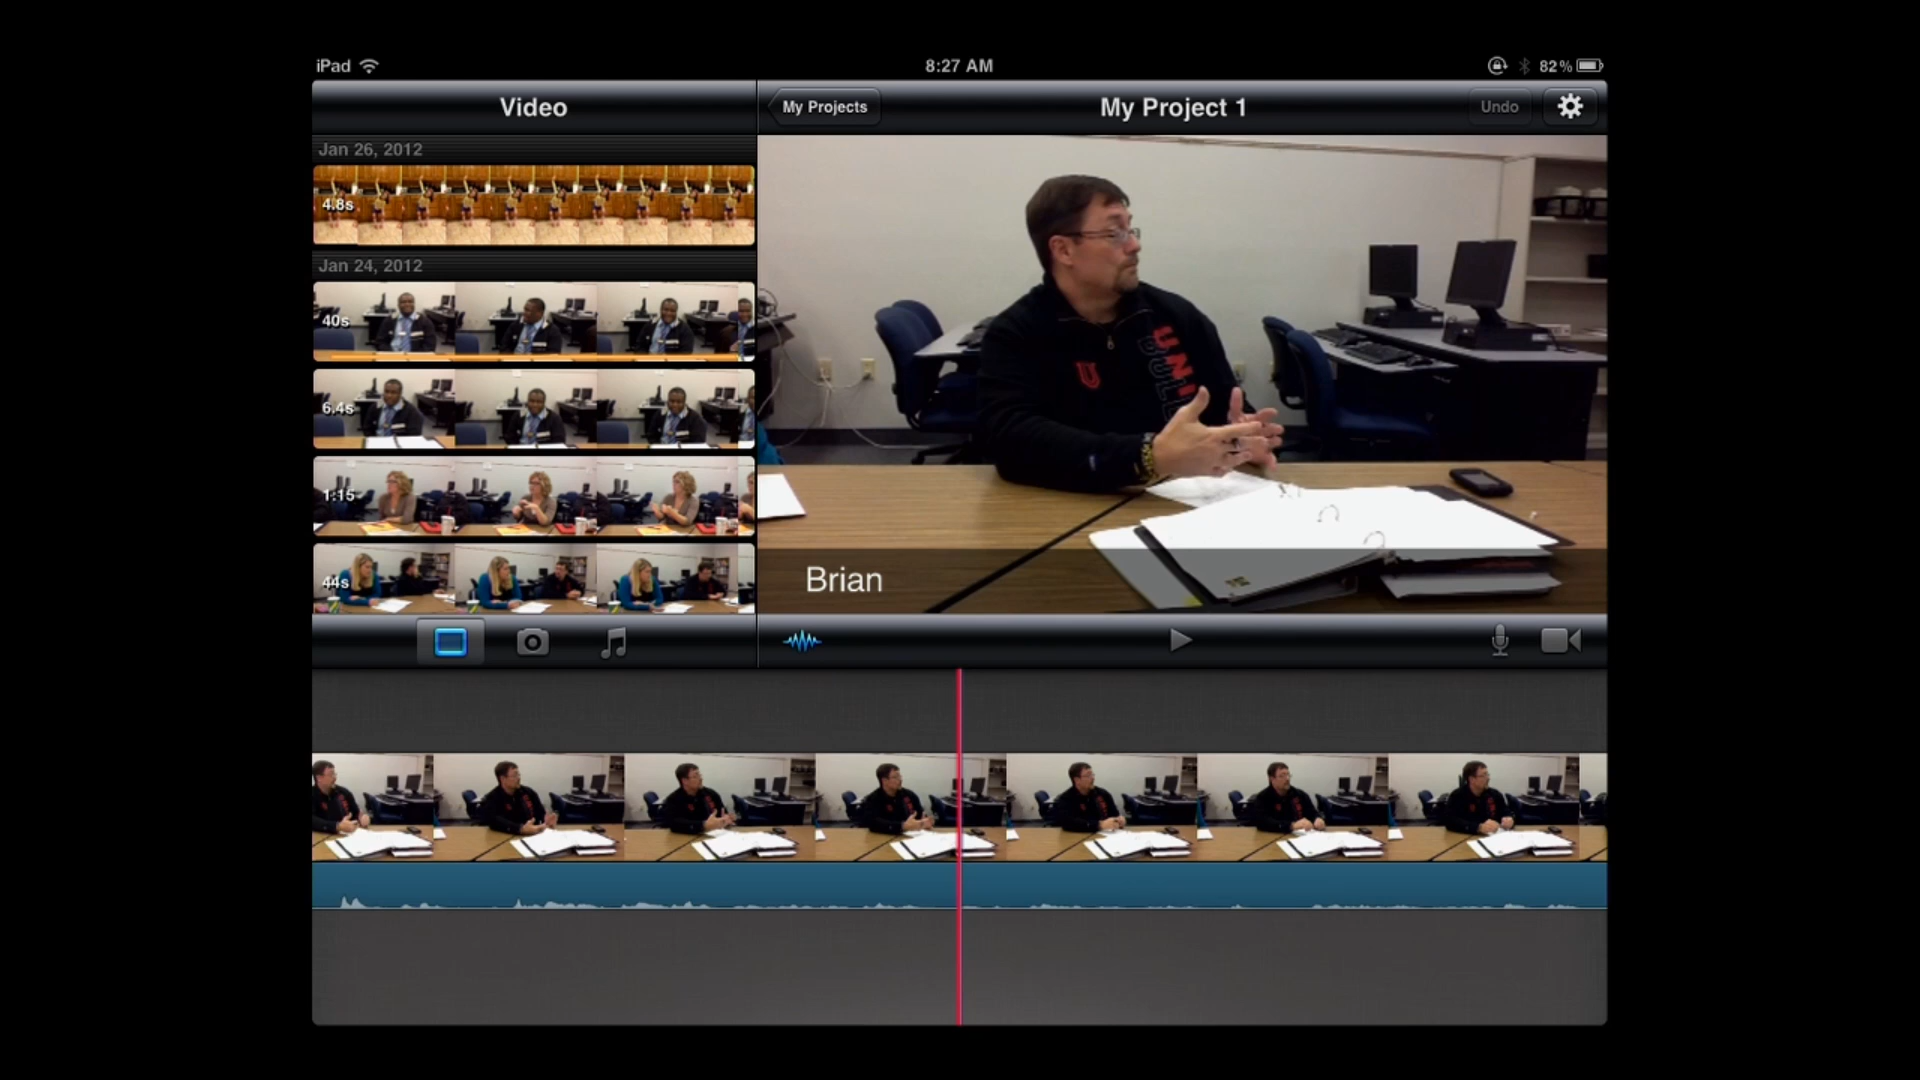 iPad
8:27 AM
82%
Video
My Projects
My Project 1
Undo
Jan 26, 2012
4.8s
Jan 24, 2012
40s
6.4s
1:15
44s
Brian